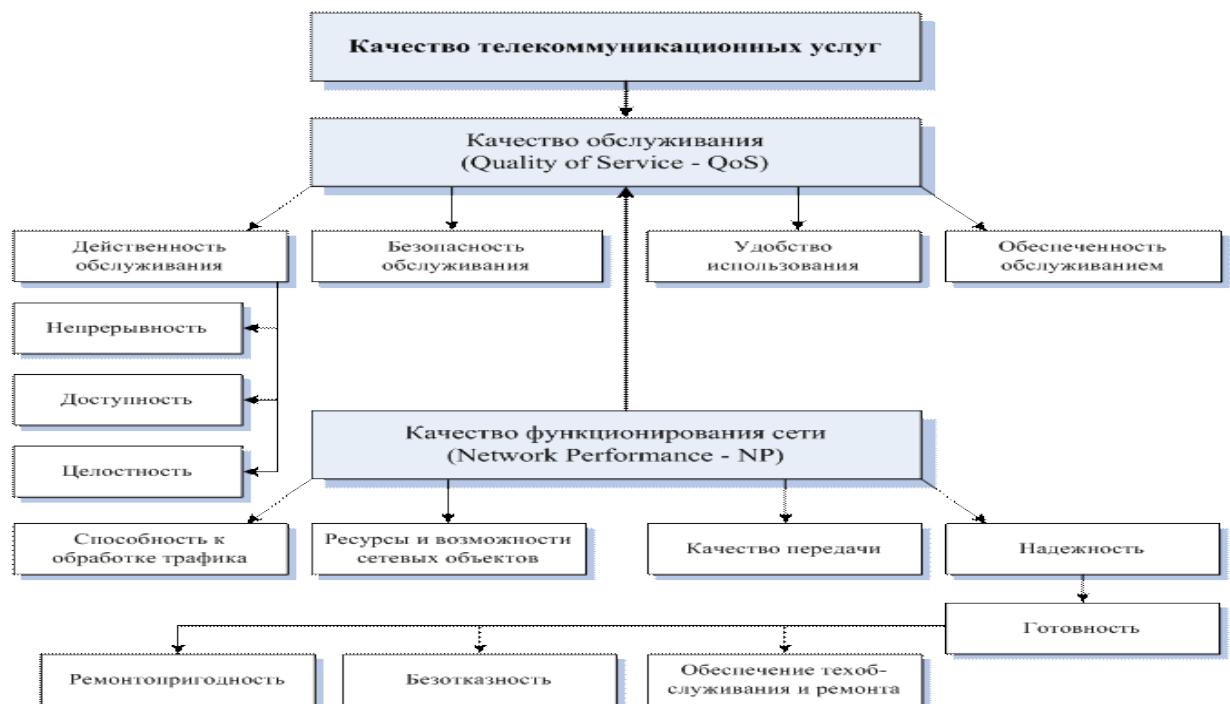 Качество телекоммуникационных услуг
Качество обслуживания
(Quality of Service - QoS)
Действенность
обслуживания
Безопасность
обслуживания
Удобство
использования
Обеспеченность
обслуживанием
Непрерывность
Доступность
Целостность
Качество функционирования сети
(Network Performance - NP)
Способность к
обработке трафика
Ресурсы и возможности
сетевых объектов
Качество передачи
Надежность
Готовность
Ремонтопригодность
Безотказность
Обеспечение техоб-
служивания и ремонта